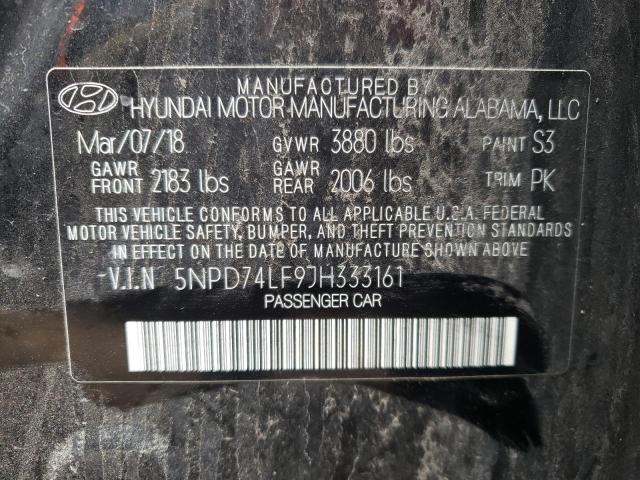 MANUFACTURED BY
HYUNDAI MOTOR MANUFACTURING ALABAMA, LLC
Mar/07/18 GVWR 3880 lbs PAINT S3
GAWR FRONT 2183 lbs GAWR REAR 2006 lbs TRIM PK
THIS VEHICLE CONFORMS TO ALL APPLICABLE U.S.A. FEDERAL
MOTOR VEHICLE SAFETY, BUMPER, AND THEFT PREVENTION STANDARDS
IN EFFECT ON THE DATE OF MANUFACTURE SHOWN ABOVE.
V.I.N 5NPD74LF9JH333161
PASSENGER CAR